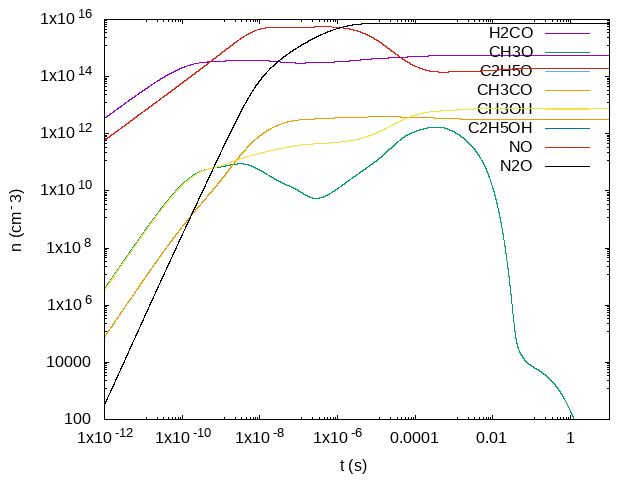 1x10^16
1x10^14
1x10^12
1x10^10
1x10^8
1x10^6
10000
100
n (cm^-3)
H2CO
CH3O
C2H5O
CH3CO
CH3OH
C2H5OH
NO
N2O
1x10^-12 1x10^-10 1x10^-8 1x10^-6 0.0001 0.01 1
t (s)